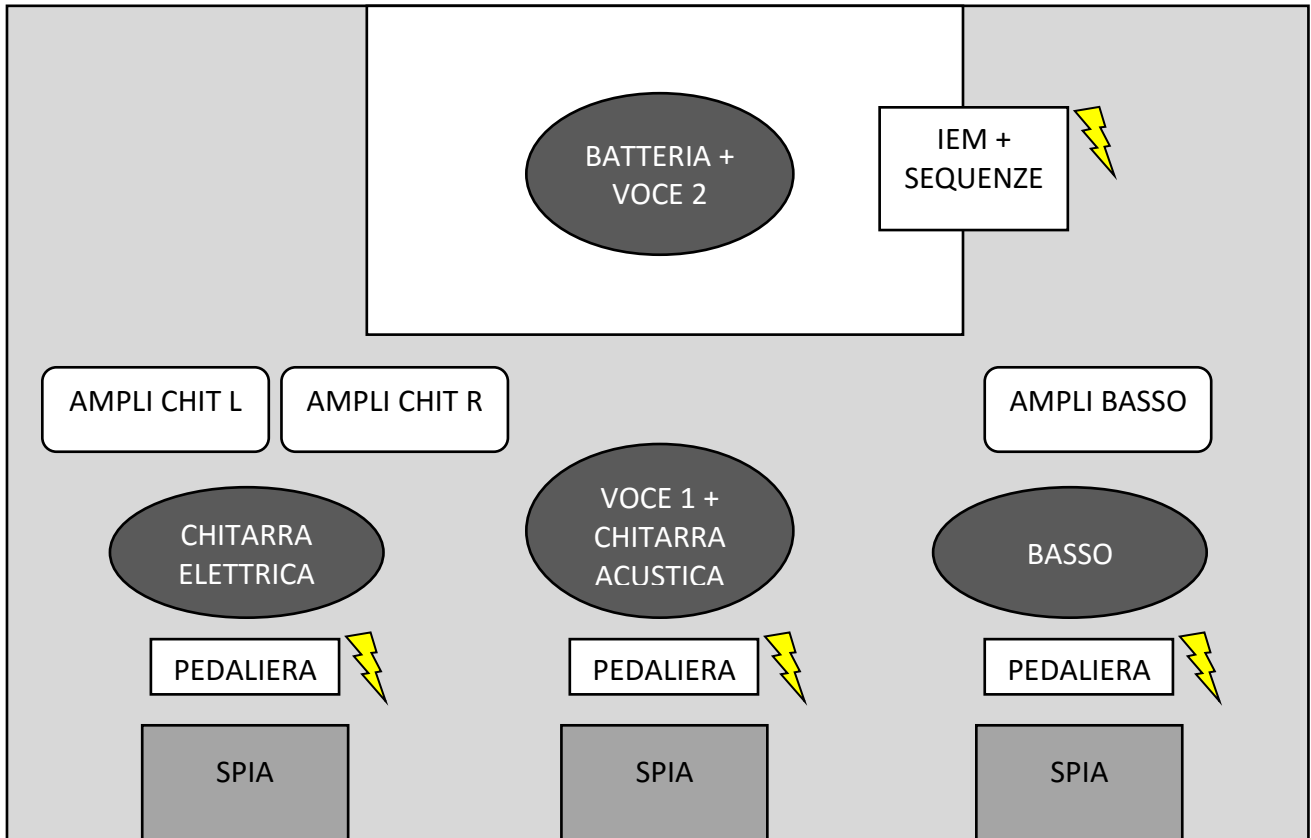 BATTERIA +
VOCE 2
IEM +
SEQUENZE
AMPLI CHIT L
AMPLI CHIT R
AMPLI BASSO
CHITARRA
ELETTRICA
VOCE 1 +
CHITARRA
ACUSTICA
BASSO
PEDALIERA
PEDALIERA
PEDALIERA
SPIA
SPIA
SPIA